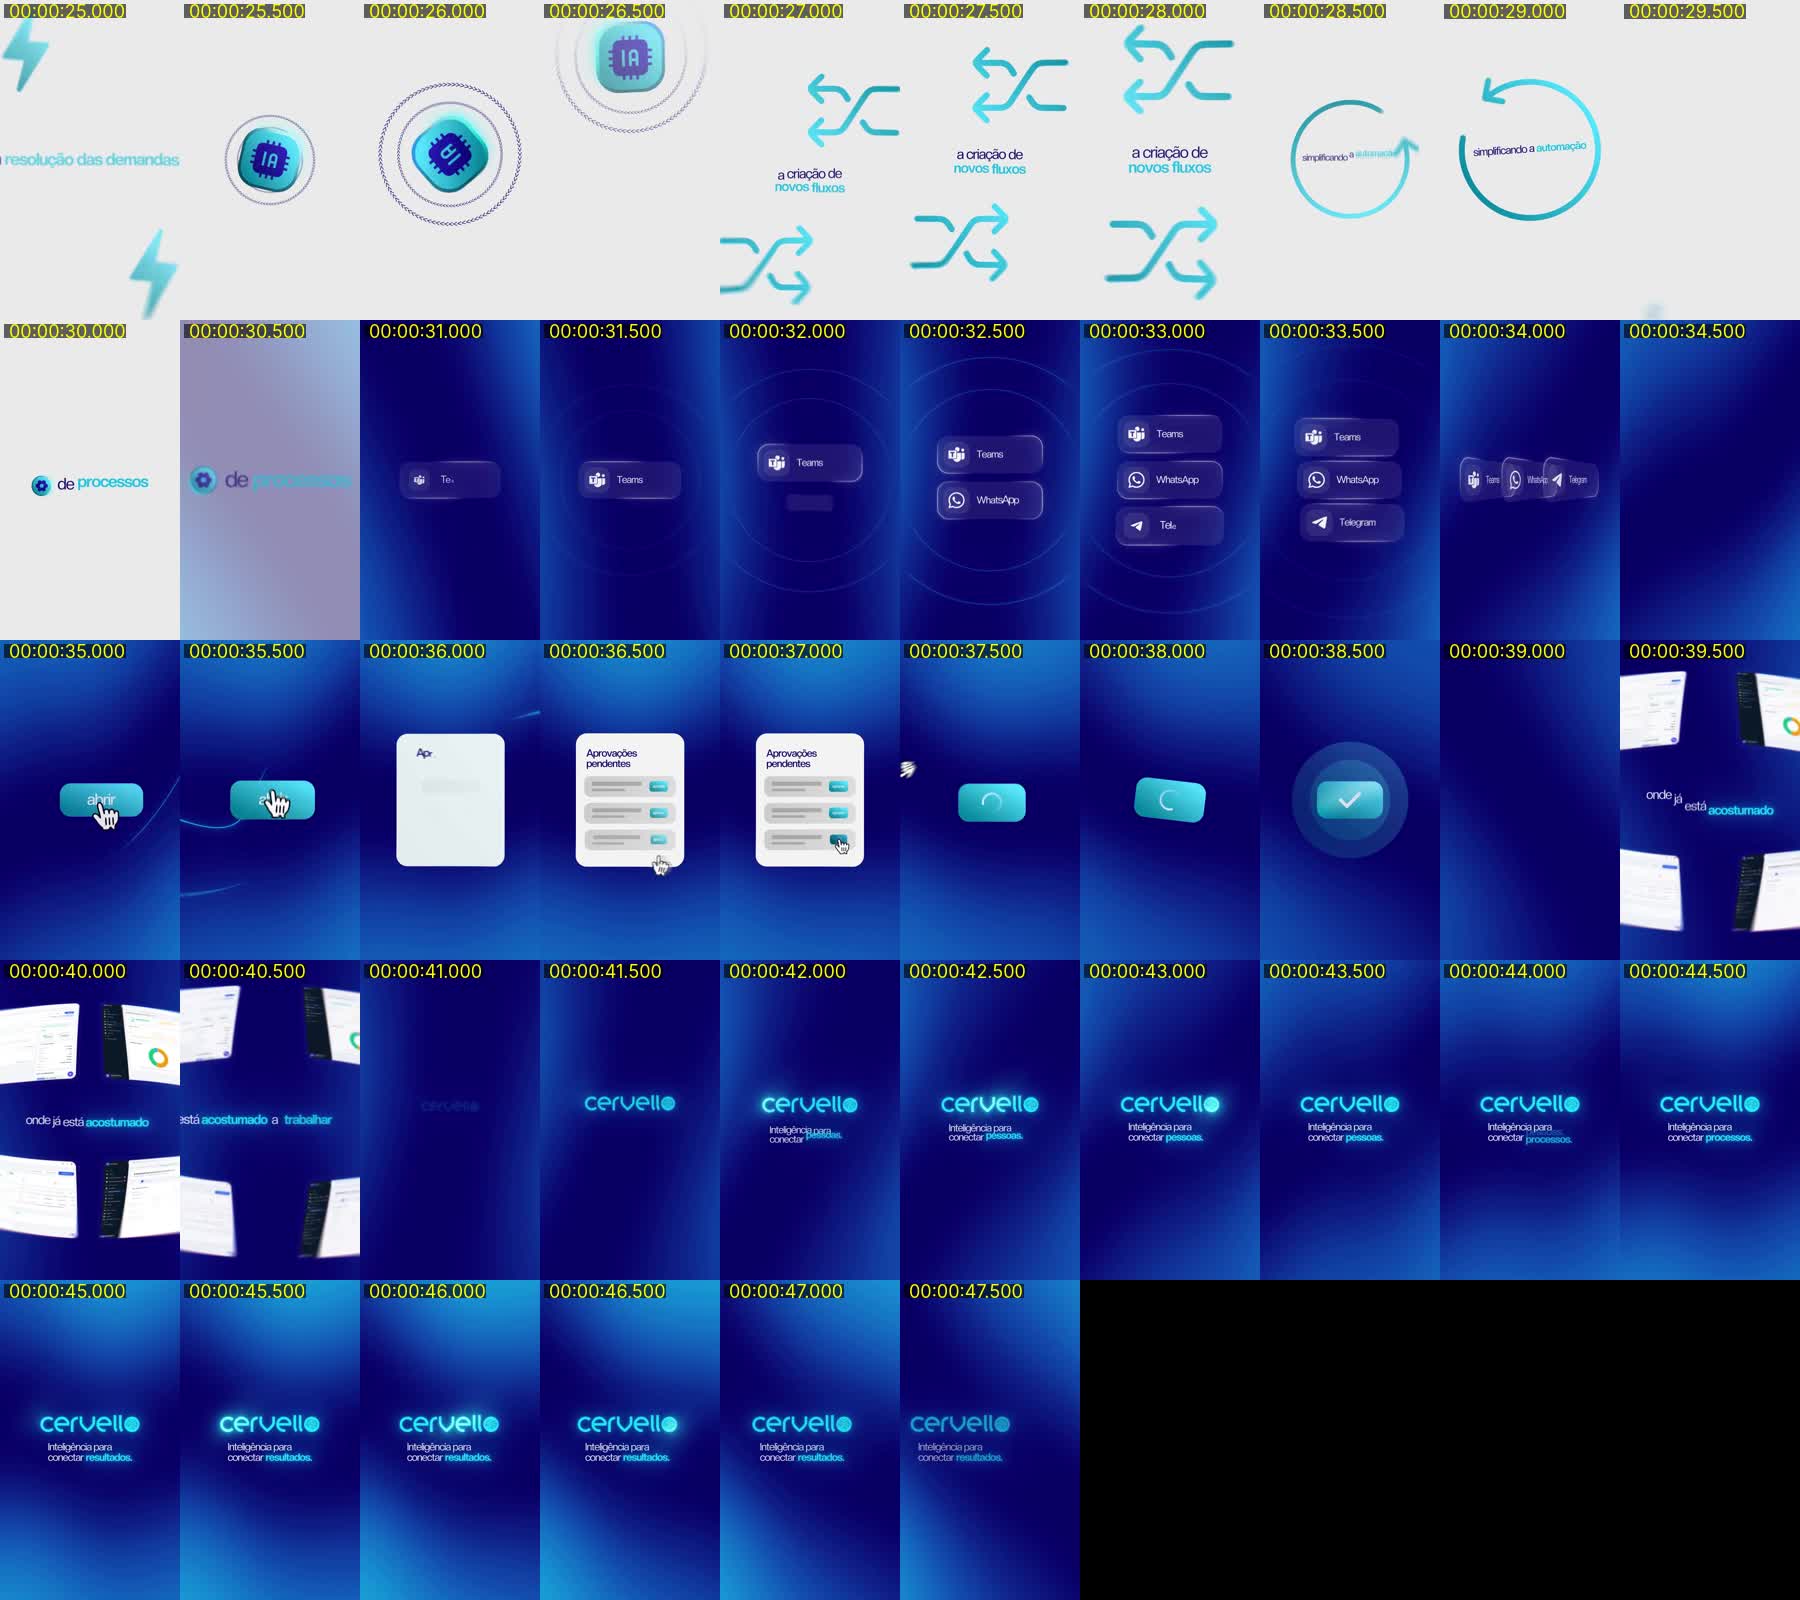 00:00:25.000
00:00:25.500
00:00:26.000
00:00:26.500
00:00:27.000
00:00:27.500
00:00:28.000
00:00:28.500
00:00:29.000
00:00:29.500
resolução das demandas
IA
IA
IA
a criação de
novos fluxos
a criação de
novos fluxos
a criação de
novos fluxos
simplificando a automação
simplificando a automação
00:00:30.000
00:00:30.500
00:00:31.000
00:00:31.500
00:00:32.000
00:00:32.500
00:00:33.000
00:00:33.500
00:00:34.000
00:00:34.500
de processos
de processos
Te
Teams
Teams
Teams
WhatsApp
Teams
WhatsApp
Tele
Teams
WhatsApp
Telegram
Teams
WhatsApp
Telegram
00:00:35.000
00:00:35.500
00:00:36.000
00:00:36.500
00:00:37.000
00:00:37.500
00:00:38.000
00:00:38.500
00:00:39.000
00:00:39.500
abrir
Apr
Aprovações
pendentes
Aprovações
pendentes
onde já está acostumado
00:00:40.000
00:00:40.500
00:00:41.000
00:00:41.500
00:00:42.000
00:00:42.500
00:00:43.000
00:00:43.500
00:00:44.000
00:00:44.500
onde já está acostumado
está acostumado a trabalhar
cervello
cervello
cervello
Inteligência para
conectar pessoas.
cervello
Inteligência para
conectar pessoas.
cervello
Inteligência para
conectar pessoas.
cervello
Inteligência para
conectar pessoas.
cervello
Inteligência para
conectar processos.
cervello
Inteligência para
conectar processos.
00:00:45.000
00:00:45.500
00:00:46.000
00:00:46.500
00:00:47.000
00:00:47.500
cervello
Inteligência para
conectar resultados.
cervello
Inteligência para
conectar resultados.
cervello
Inteligência para
conectar resultados.
cervello
Inteligência para
conectar resultados.
cervello
Inteligência para
conectar resultados.
cervello
Inteligência para
conectar resultados.